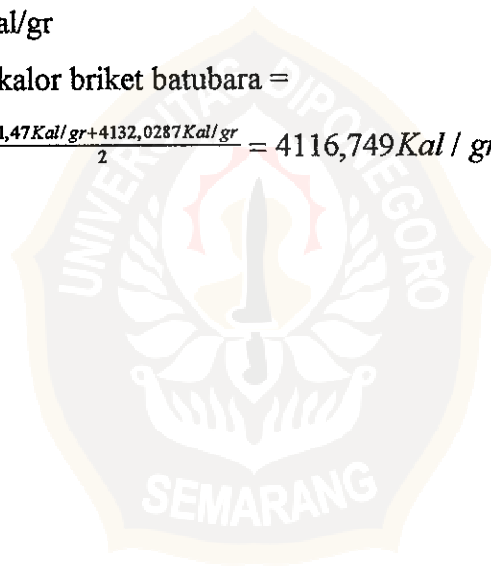 al/gr
kalor briket batubara =
1,47Kal/gr+4132,0287Kal/gr / 2 = 4116,749Kal / gr
UNIVERSITAS DIPONEGORO
SEMARANG